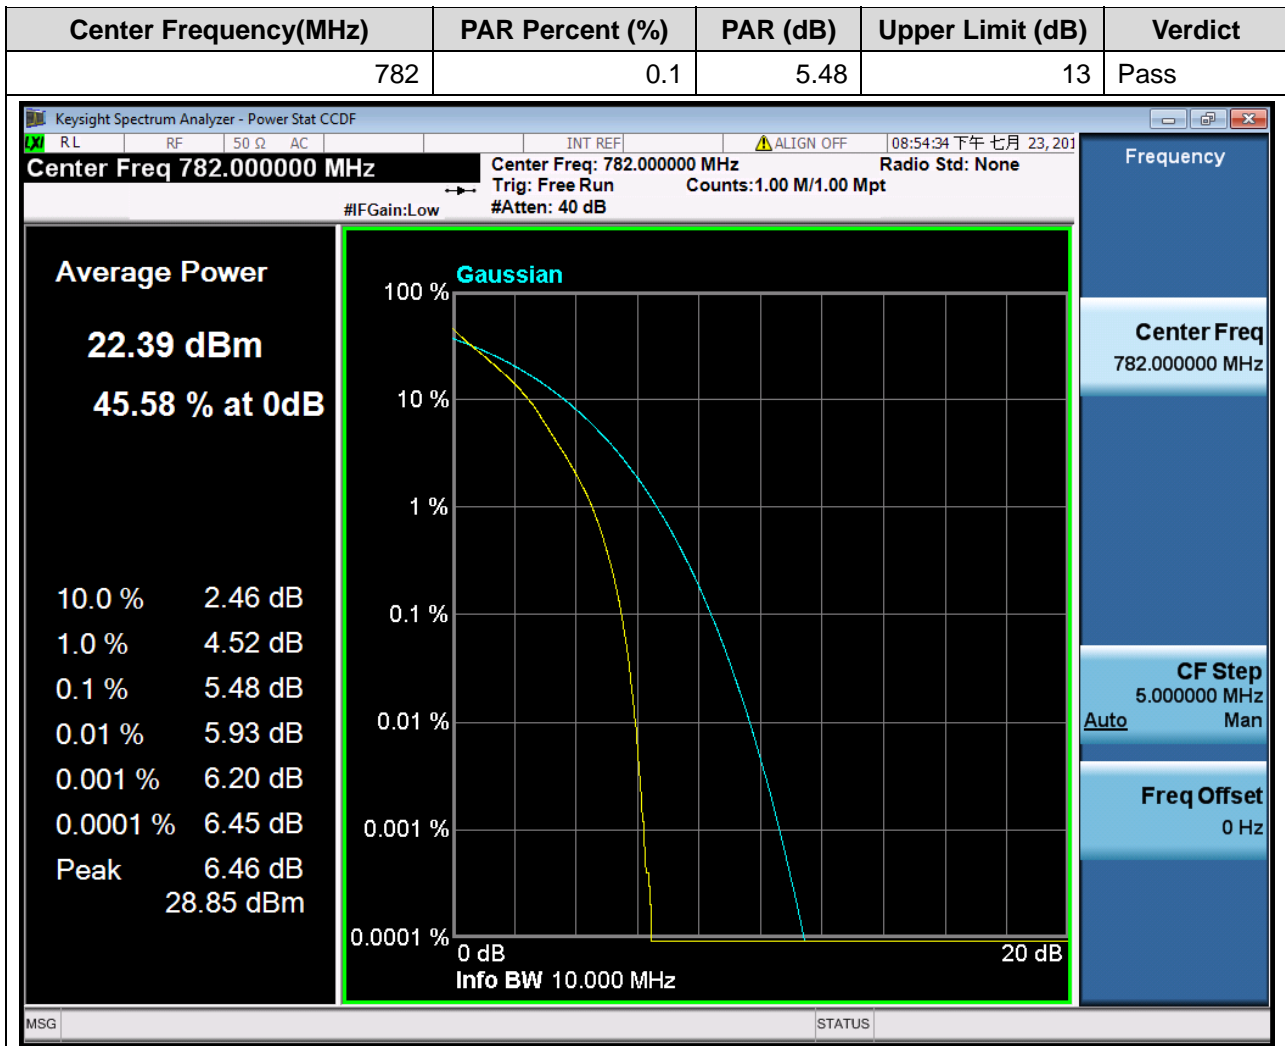 Center Frequency(MHz) PAR Percent (%) PAR (dB) Upper Limit (dB) Verdict
782 0.1 5.48 13 Pass
Keysight Spectrum Analyzer - Power Stat CCDF
LXI RL RF 50 Ω AC INT REF ALIGN OFF 08:54:34 下午 七月 23, 201
Center Freq 782.000000 MHz
Center Freq: 782.000000 MHz Radio Std: None
Trig: Free Run Counts:1.00 M/1.00 Mpt
#IFGain:Low #Atten: 40 dB
Average Power
22.39 dBm
45.58 % at 0dB
10.0 % 2.46 dB
1.0 % 4.52 dB
0.1 % 5.48 dB
0.01 % 5.93 dB
0.001 % 6.20 dB
0.0001 % 6.45 dB
Peak 6.46 dB
28.85 dBm
Gaussian
100 %
10 %
1 %
0.1 %
0.01 %
0.001 %
0.0001 %
0 dB 20 dB
Info BW 10.000 MHz
Frequency
Center Freq
782.000000 MHz
CF Step
5.000000 MHz
Auto Man
Freq Offset
0 Hz
MSG STATUS